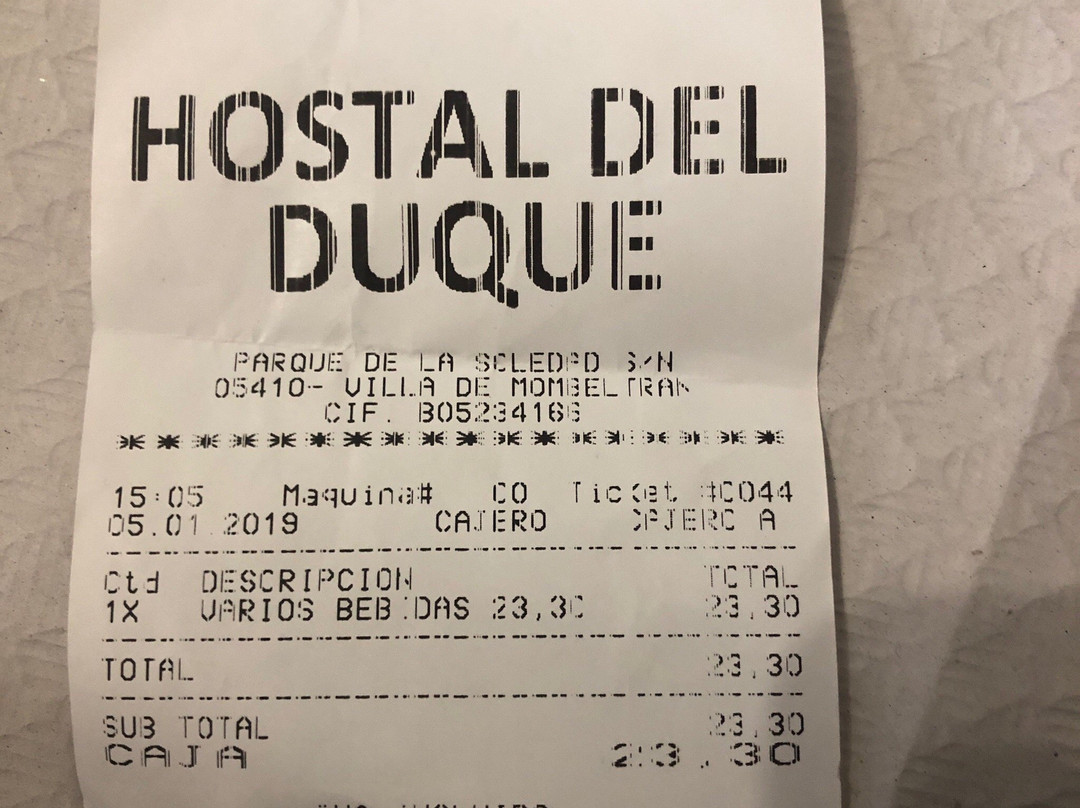 HOSTAL DEL
DUQUE
PARQUE DE LA SOLEDAD S/N
05410- VILLA DE MOMBELTRAN
CIF. B05234166
* * * * * * * * * * * * * * * * * *
15:05 Maquina# CO Ticket #C044
05.01.2019 CAJERO CAJERO A
Ctd DESCRIPCION TOTAL
1X VARIOS BEBIDAS 23,30 23,30
TOTAL 23,30
SUB TOTAL 23,30
CAJA 23.30